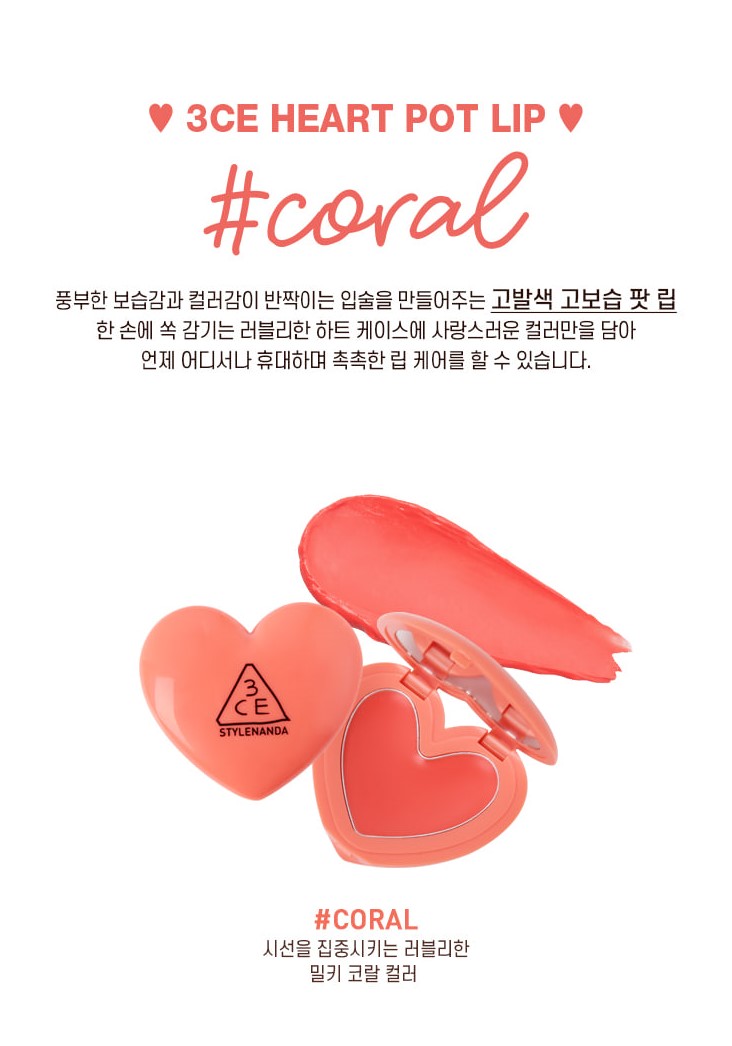 ♥ 3CE HEART POT LIP ♥
#coral
풍부한 보습감과 컬러감이 반짝이는 입술을 만들어주는 고발색 고보습 팟 립
한 손에 쏙 감기는 러블리한 하트 케이스에 사랑스러운 컬러만을 담아
언제 어디서나 휴대하며 촉촉한 립 케어를 할 수 있습니다.
3
CE
STYLENANDA
#CORAL
시선을 집중시키는 러블리한
밀키 코랄 컬러